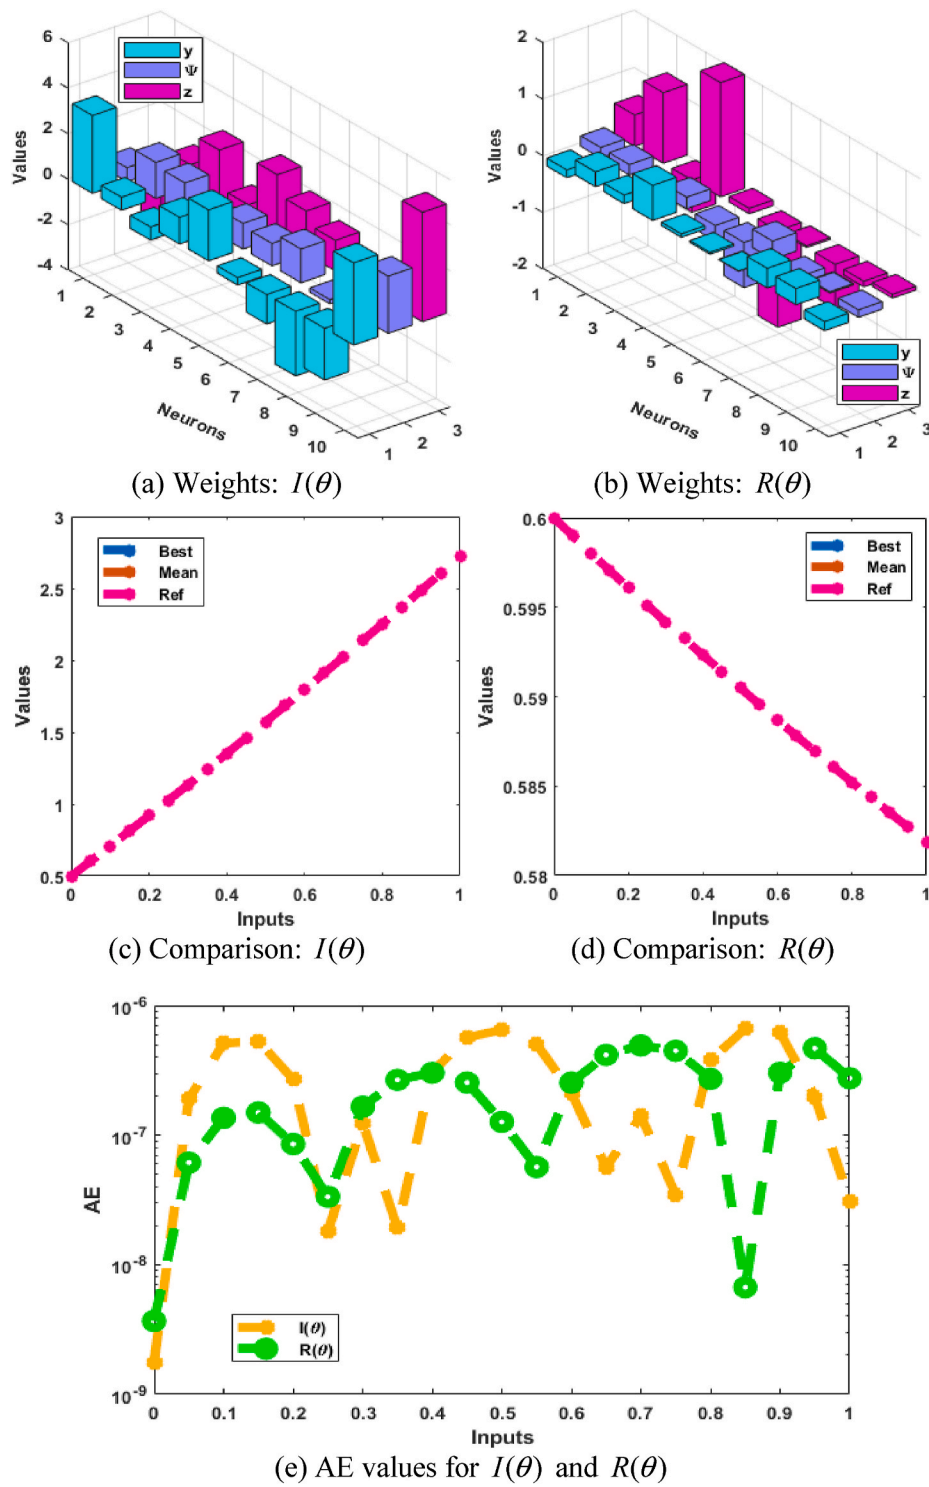 6
4
2
0
-2
-4
Values
y
Ψ
z
1
2
3
4
5
6
7
8
9
10
Neurons
1
2
3
(a) Weights: I(θ)
2
1
0
-1
-2
Values
1
2
3
4
5
6
7
8
9
10
Neurons
1
2
3
y
Ψ
z
(b) Weights: R(θ)
3
2.5
2
1.5
1
0.5
Values
Best
Mean
Ref
0
0.2
0.4
0.6
0.8
1
Inputs
(c) Comparison: I(θ)
0.6
0.595
0.59
0.585
0.58
Values
Best
Mean
Ref
0
0.2
0.4
0.6
0.8
1
Inputs
(d) Comparison: R(θ)
10⁻⁶
10⁻⁷
10⁻⁸
10⁻⁹
AE
I(θ)
R(θ)
0
0.1
0.2
0.3
0.4
0.5
0.6
0.7
0.8
0.9
1
Inputs
(e) AE values for I(θ) and R(θ)